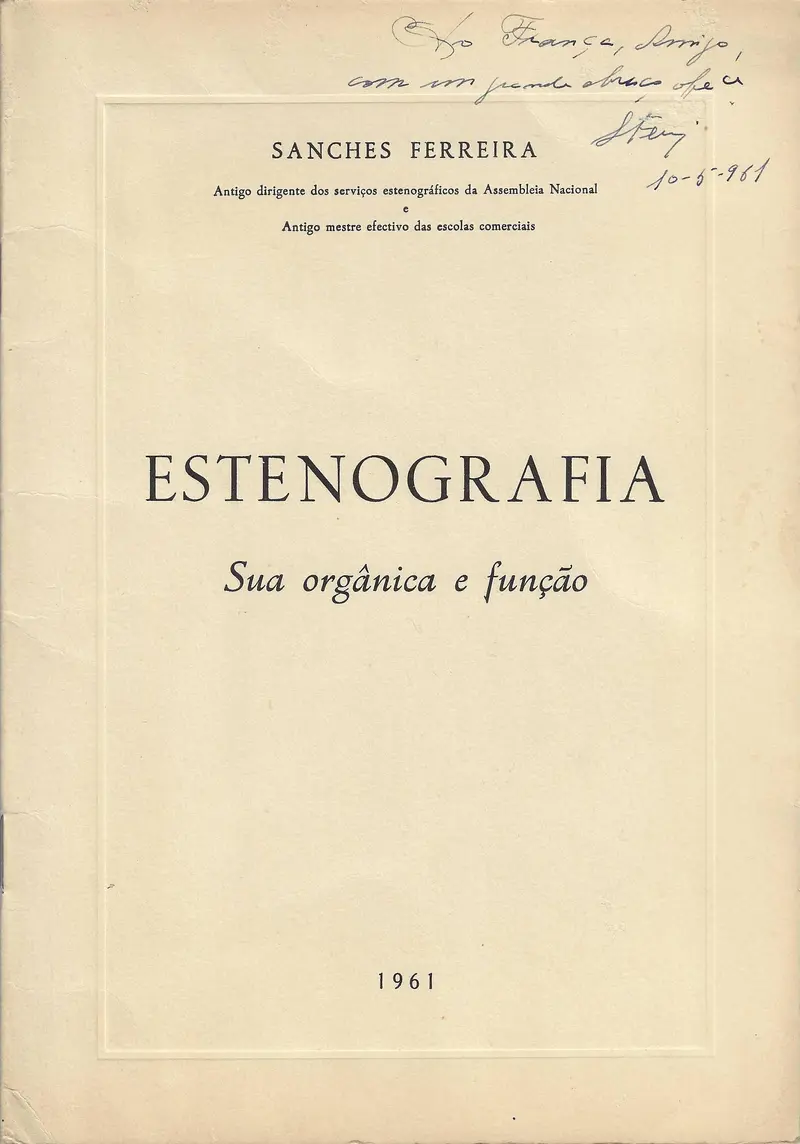 Ao França, Amigo,
com um grande abraço ofe
10-5-961
SANCHES FERREIRA
Antigo dirigente dos serviços estenográficos da Assembleia Nacional
e
Antigo mestre efectivo das escolas comerciais
ESTENOGRAFIA
Sua orgânica e função
1961